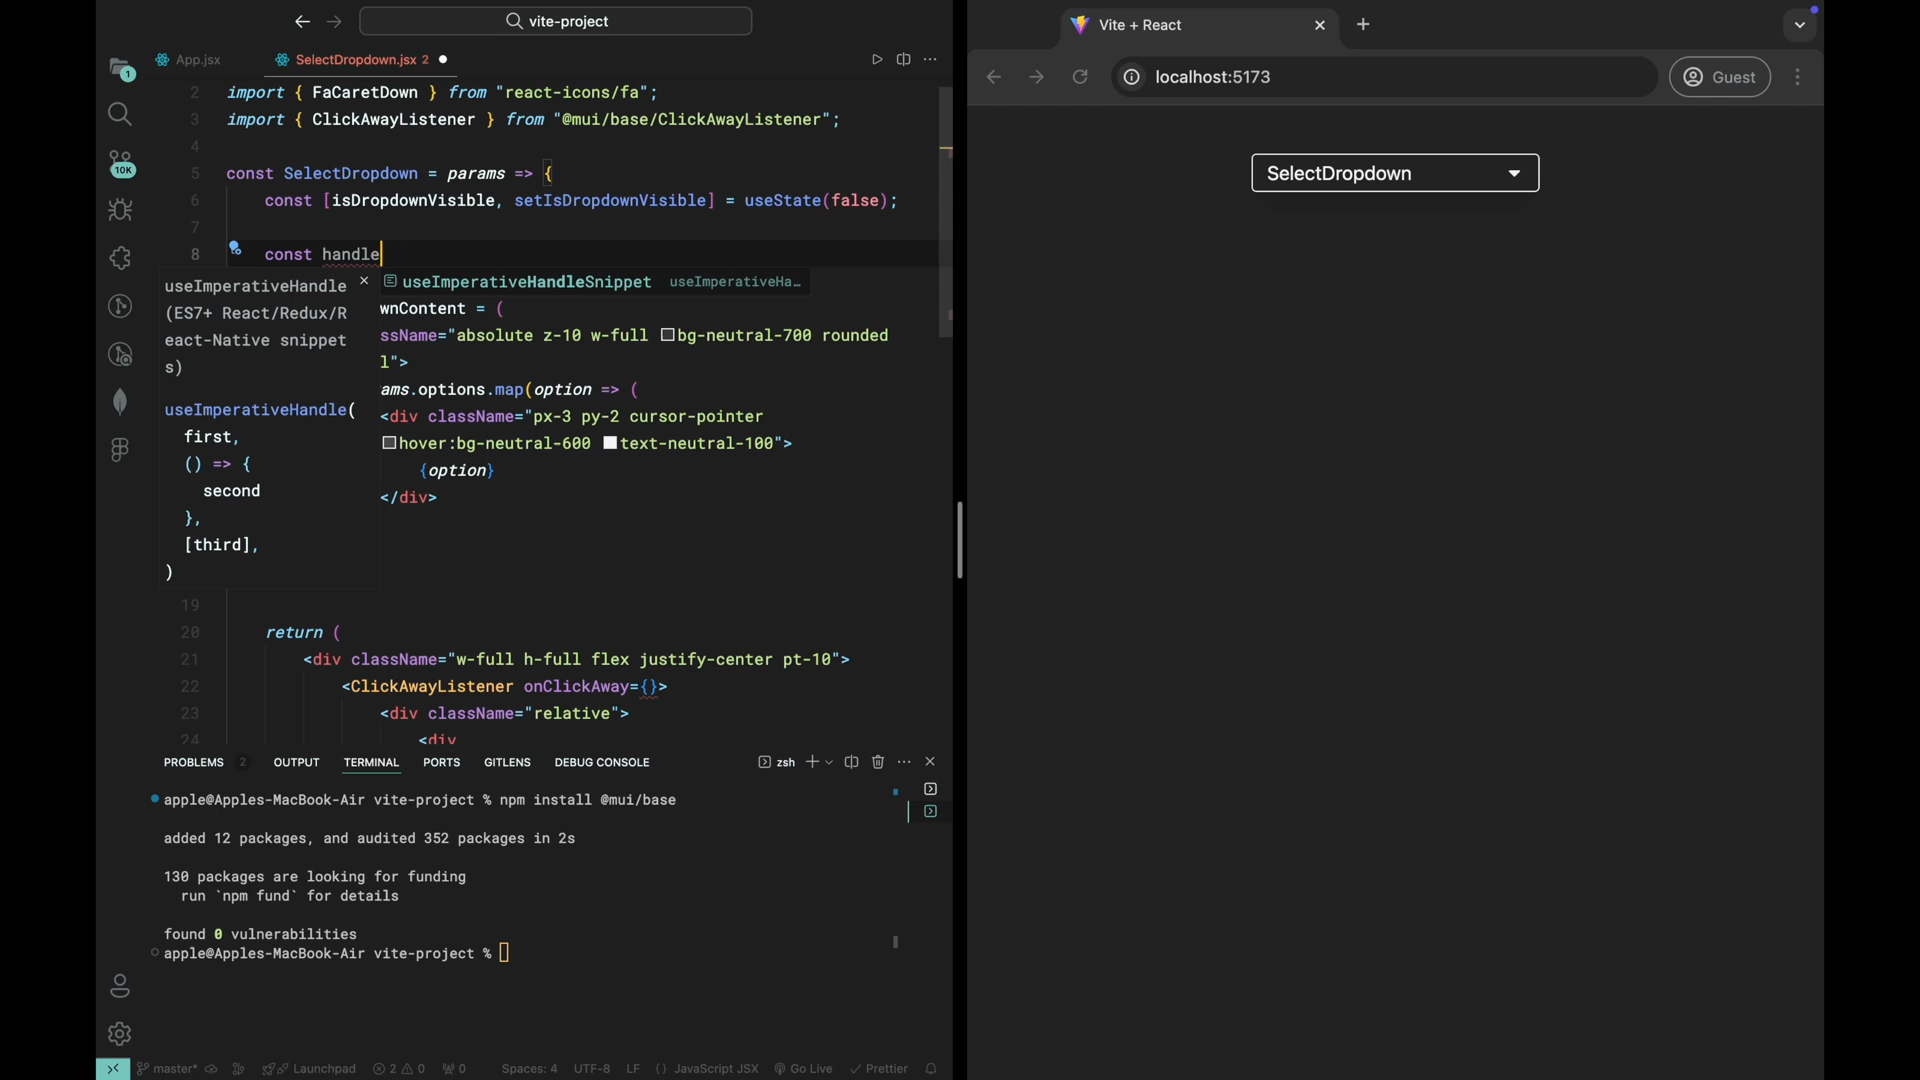 vite-project
App.jsx
SelectDropdown.jsx 2
1
10K
2 import { FaCaretDown } from "react-icons/fa";
3 import { ClickAwayListener } from "@mui/base/ClickAwayListener";
4
5 const SelectDropdown = params => {
6 const [isDropdownVisible, setIsDropdownVisible] = useState(false);
7
8 const handle
useImperativeHandleSnippet useImperativeHa…
useImperativeHandle
(ES7+ React/Redux/R
eact-Native snippet
s)
useImperativeHandle(
first,
() => {
second
},
[third],
)
wnContent = (
ssName="absolute z-10 w-full bg-neutral-700 rounded
l">
ams.options.map(option => (
<div className="px-3 py-2 cursor-pointer
hover:bg-neutral-600 text-neutral-100">
{option}
</div>
19
20 return (
21 <div className="w-full h-full flex justify-center pt-10">
22 <ClickAwayListener onClickAway={}>
23 <div className="relative">
24 <div
PROBLEMS 2 OUTPUT TERMINAL PORTS GITLENS DEBUG CONSOLE zsh
apple@Apples-MacBook-Air vite-project % npm install @mui/base
added 12 packages, and audited 352 packages in 2s
130 packages are looking for funding
run `npm fund` for details
found 0 vulnerabilities
apple@Apples-MacBook-Air vite-project %
master* Launchpad 2 0 0 Spaces: 4 UTF-8 LF {} JavaScript JSX Go Live Prettier
Vite + React
localhost:5173
Guest
SelectDropdown